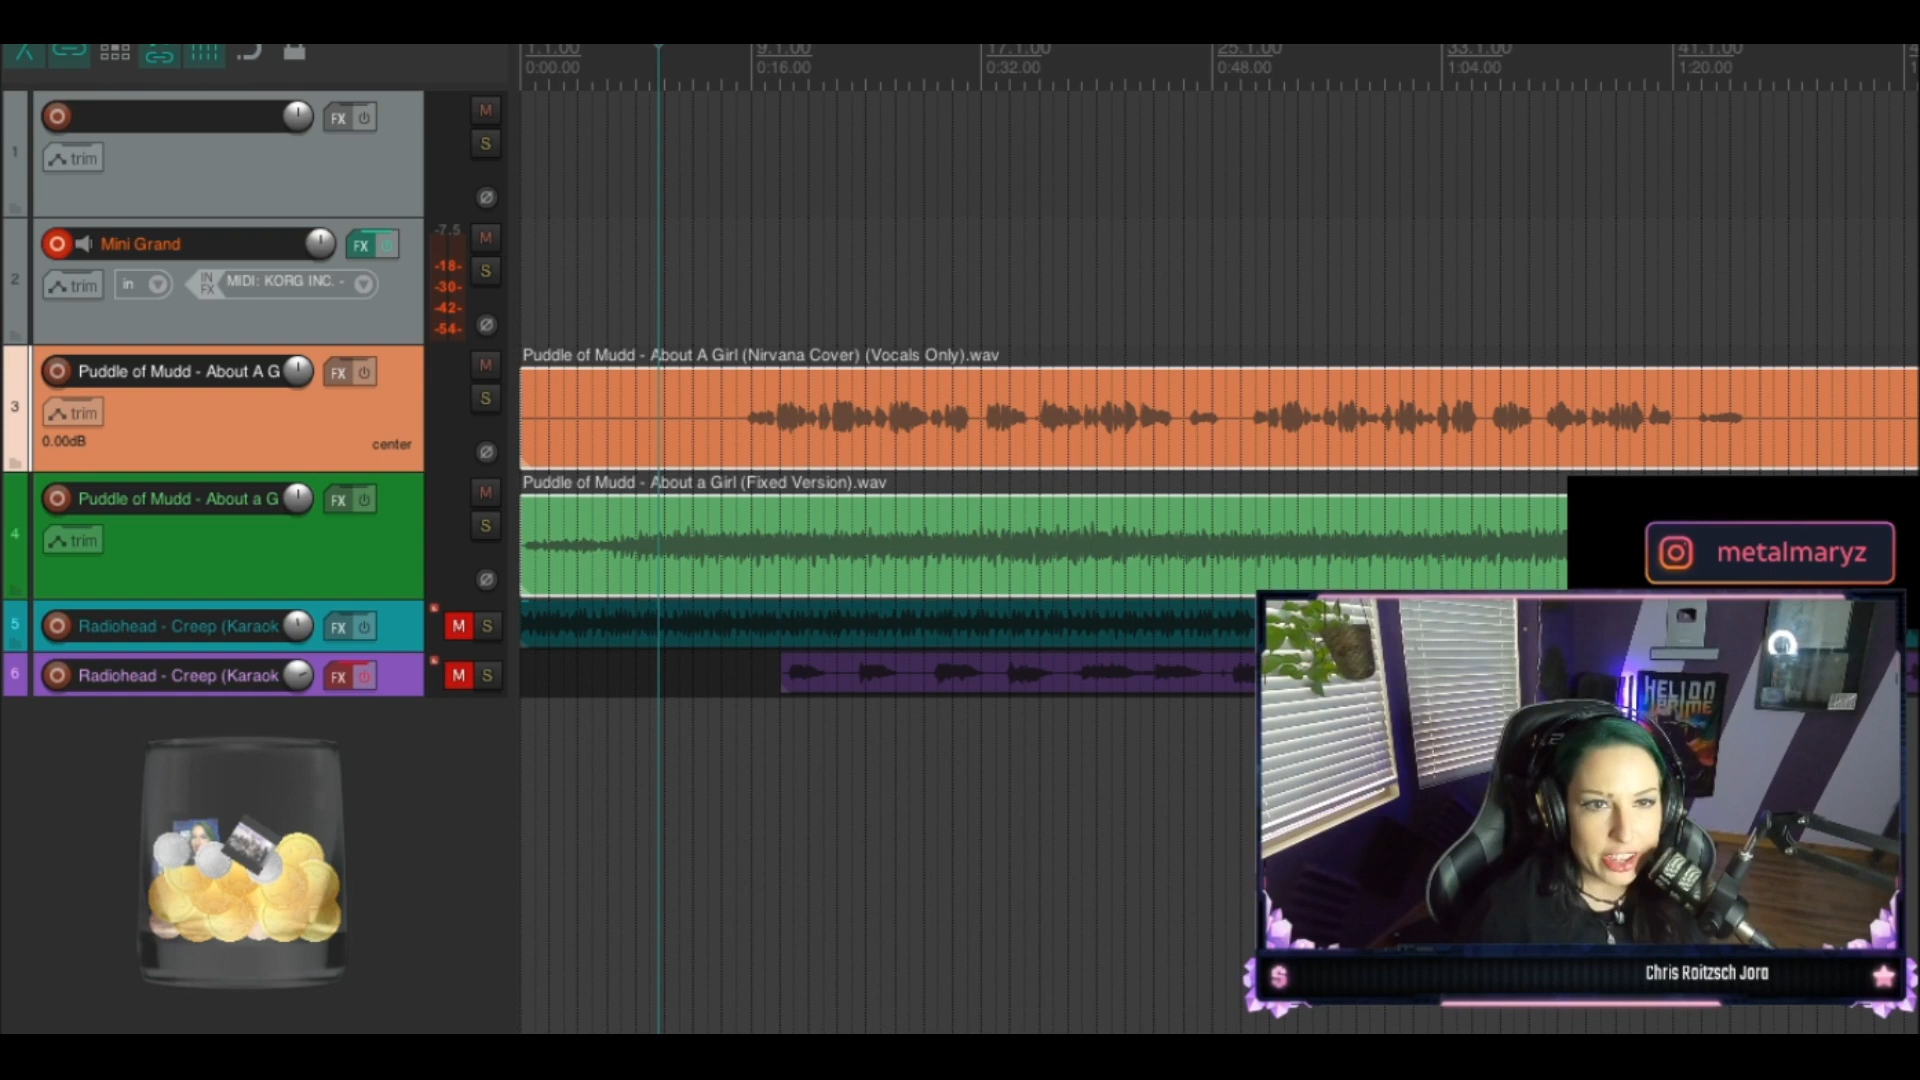 1.1.00 9.1.00 17.1.00 25.1.00 33.1.00 41.1.00
0:00.00 0:16.00 0:32.00 0:48.00 1:04.00 1:20.00
1
FX
M
trim
S
2
Mini Grand
FX
-7.5
M
trim
in
IN FX
MIDI: KORG INC. -
-18-
-30-
-42-
-54-
S
3
Puddle of Mudd - About A G
FX
M
trim
S
0.00dB
center
Puddle of Mudd - About A Girl (Nirvana Cover) (Vocals Only).wav
4
Puddle of Mudd - About a G
FX
M
trim
S
Puddle of Mudd - About a Girl (Fixed Version).wav
5
Radiohead - Creep (Karaok
FX
M
S
6
Radiohead - Creep (Karaok
FX
M
S
metalmaryz
HELION
PRIME
S
Chris Roitzsch Jora